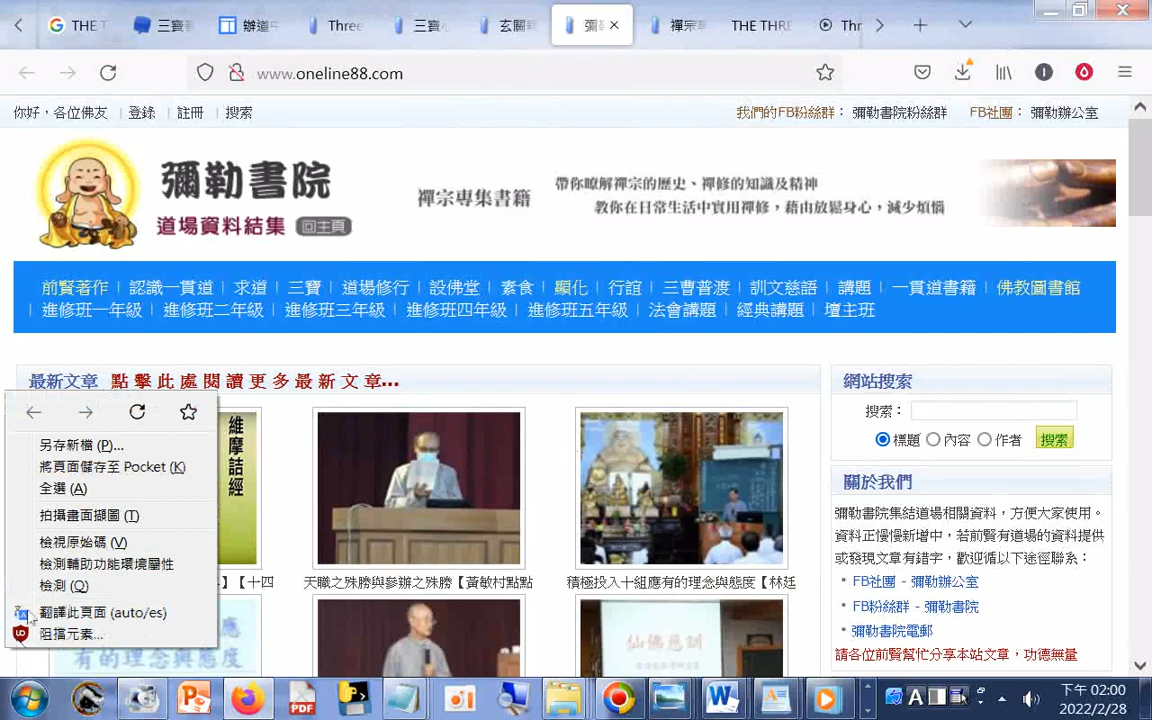 THE T
三寶
辦道
Three
三寶
玄關
彌
禪宗
THE THRE
Thr
www.oneline88.com
你好，各位佛友 | 登錄 | 註冊 | 搜索
我們的FB粉絲群： 彌勒書院粉絲群 FB社團： 彌勒辦公室
彌勒書院
道場資料結集 回主頁
禪宗專集書籍
帶你瞭解禪宗的歷史、禪修的知識及精神
教你在日常生活中實用禪修，藉由放鬆身心，減少煩惱
前賢著作 | 認識一貫道 | 求道 | 三寶 | 道場修行 | 設佛堂 | 素食 | 顯化 | 行誼 | 三曹普渡 | 訓文慈語 | 講題 | 一貫道書籍 | 佛教圖書館
| 進修班一年級 | 進修班二年級 | 進修班三年級 | 進修班四年級 | 進修班五年級 | 法會講題 | 經典講題 | 壇主班
最新文章 點擊此處閱讀更多最新文章...
另存新檔 (P)...
將頁面儲存至 Pocket (K)
全選 (A)
拍攝畫面擷圖 (T)
檢視原始碼 (V)
檢測輔助功能環境屬性
檢測 (Q)
翻譯此頁面 (auto/es)
阻擋元素...
維摩詰經
】【十四
天職之殊勝與參辦之殊勝【黃敏村點點
積極投入十組應有的理念與態度【林廷
應
有的理念與態度
仙佛慈訓
網站搜索
搜索：
標題 內容 作者 搜索
關於我們
彌勒書院集結道場相關資料，方便大家使用。
資料正慢慢新增中，若前賢有道場的資料提供
或發現文章有錯字，歡迎循以下途徑聯系：
FB社團 - 彌勒辦公室
FB粉絲群 - 彌勒書院
彌勒書院電郵
請各位前賢幫忙分享本站文章，功德無量
PDF
A
下午 02:00
2022/2/28